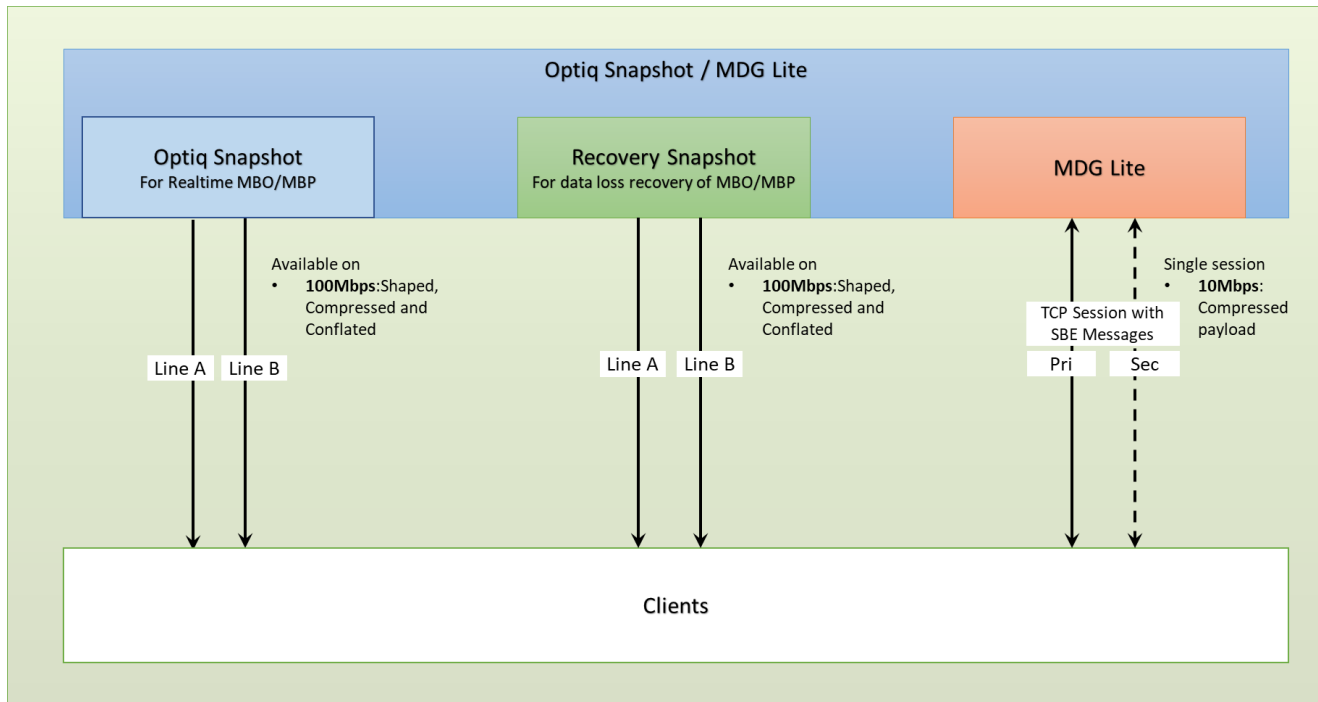 Optiq Snapshot / MDG Lite
Optiq Snapshot
For Realtime MBO/MBP
Recovery Snapshot
For data loss recovery of MBO/MBP
MDG Lite
Available on
• 100Mbps:Shaped,
Compressed and
Conflated
Line A
Line B
Available on
• 100Mbps:Shaped,
Compressed and
Conflated
Line A
Line B
Single session
• 10Mbps:
Compressed
payload
TCP Session with
SBE Messages
Pri
Sec
Clients